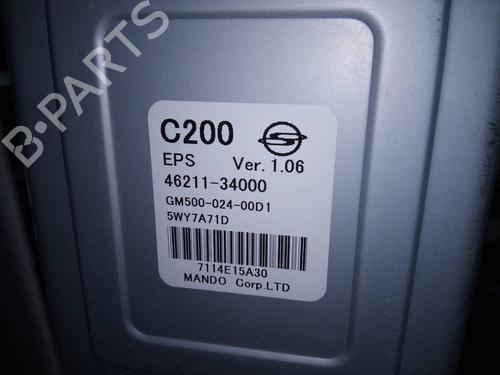 B-PARTS
C200
EPS Ver. 1.06
46211-34000
GM500-024-00D1
5WY7A71D
7114E15A30
MANDO Corp.LTD